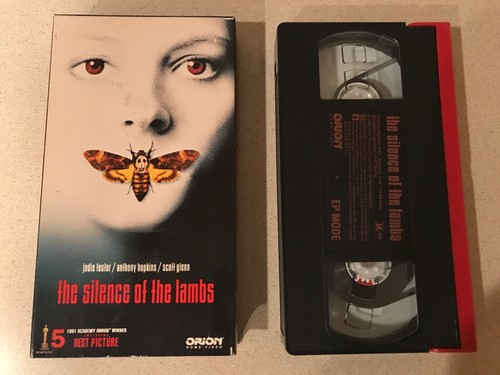 jodie foster / anthony hopkins / scott glenn
the silence of the lambs
5 1991 ACADEMY AWARD WINNER
INCLUDING
BEST PICTURE
ORION
HOME VIDEO
the silence of the lambs
R
ORION
EP MODE